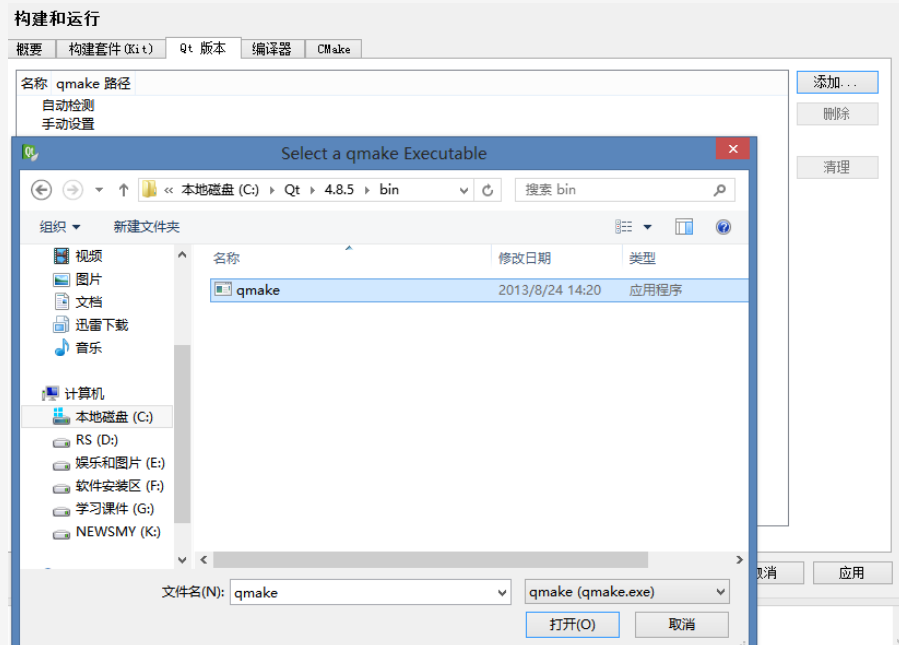 构建和运行
概要 构建套件(Kit) Qt 版本 编译器 CMake
名称 qmake 路径
自动检测
手动设置
添加...
删除
清理
Select a qmake Executable
« 本地磁盘 (C:) Qt 4.8.5 bin 搜索 bin
组织 新建文件夹
视频
图片
文档
迅雷下载
音乐
计算机
本地磁盘 (C:)
RS (D:)
娱乐和图片 (E:)
软件安装区 (F:)
学习课件 (G:)
NEWSMY (K:)
名称 修改日期 类型
qmake 2013/8/24 14:20 应用程序
文件名(N): qmake qmake (qmake.exe)
打开(O) 取消
取消 应用